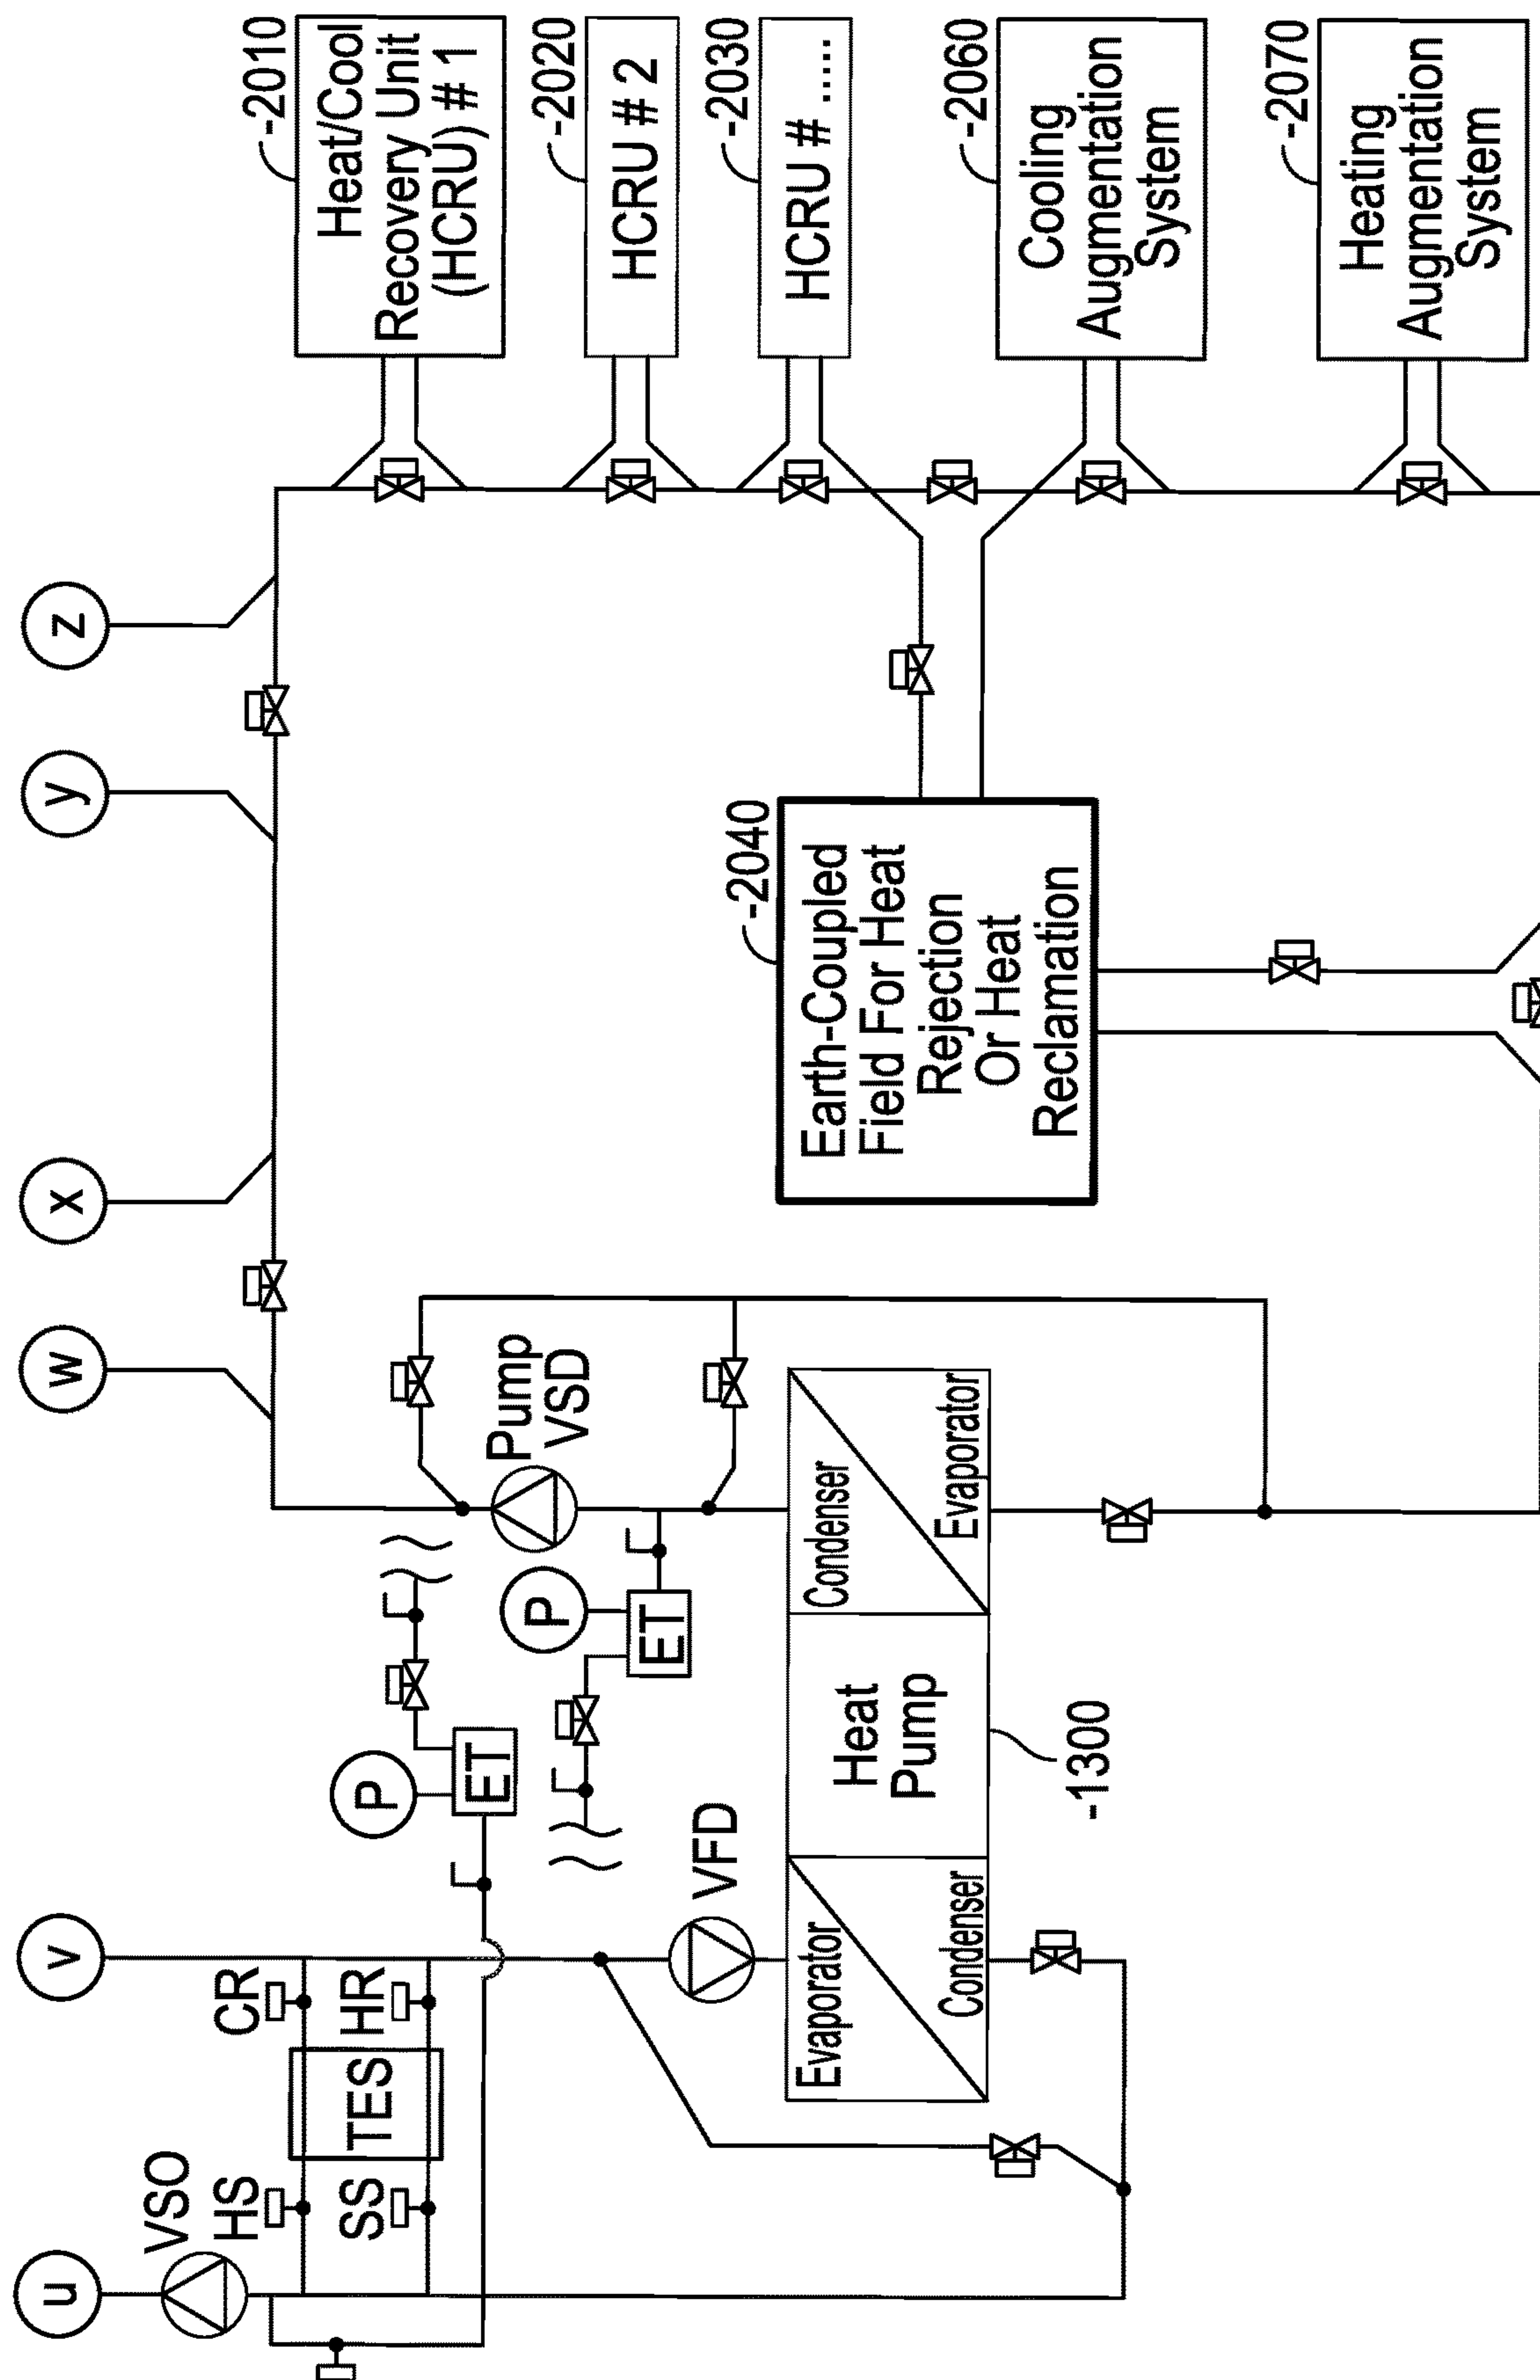 u
v
w
x
y
z
VSO
HS
CR
SS
HR
TES
P
ET
P
ET
Pump
VSD
VFD
Evaporator
Condenser
Heat
Pump
Condenser
Evaporator
-1300
-2040
Earth-Coupled
Field For Heat
Rejection
Or Heat
Reclamation
-2010
Heat/Cool
Recovery Unit
(HCRU) # 1
-2020
HCRU # 2
-2030
HCRU # .....
-2060
Cooling
Augmentation
System
-2070
Heating
Augmentation
System